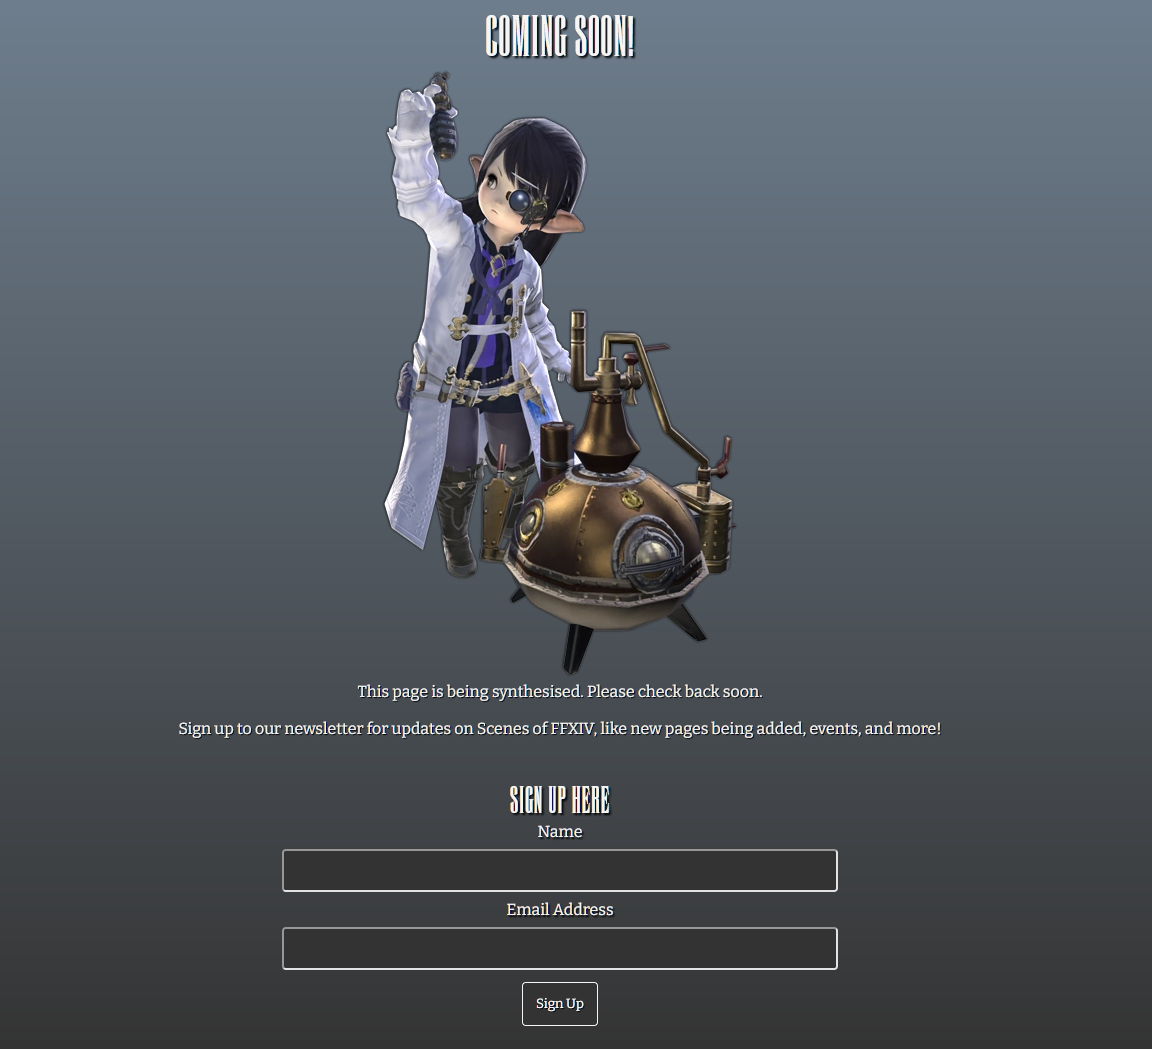 COMING SOON!
This page is being synthesised. Please check back soon.
Sign up to our newsletter for updates on Scenes of FFXIV, like new pages being added, events, and more!
SIGN UP HERE
Name
Email Address
Sign Up